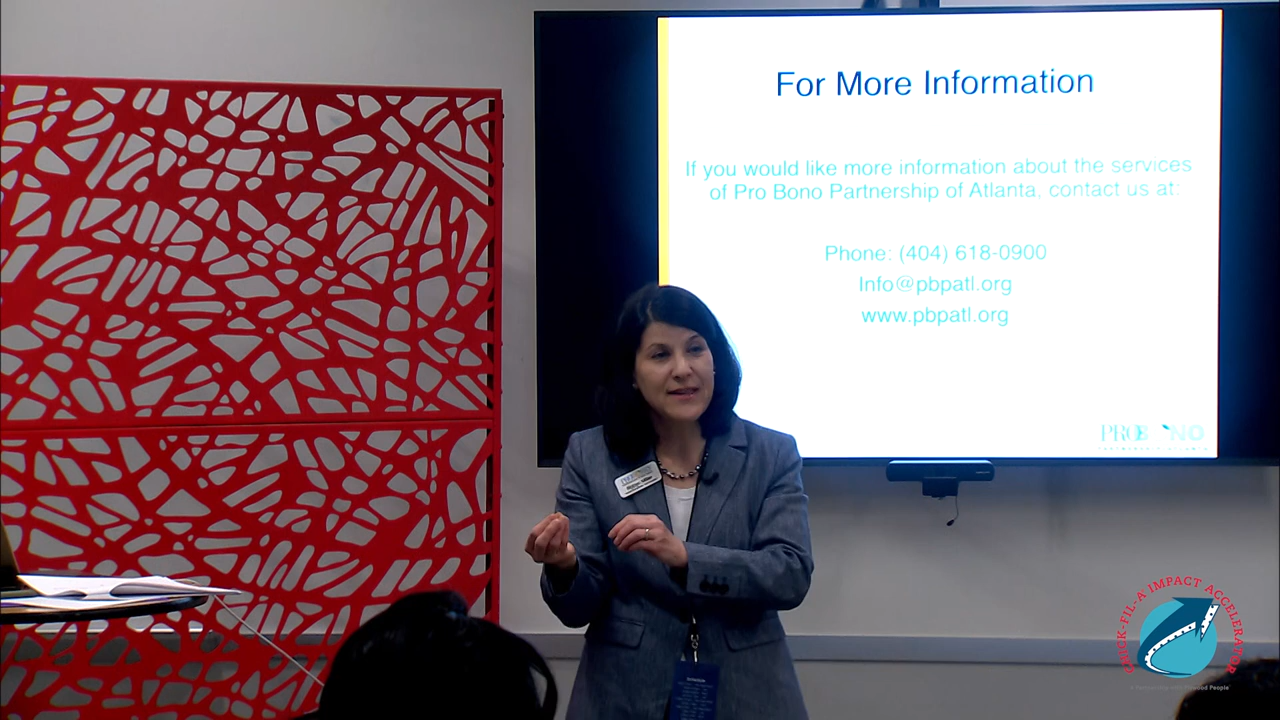 For More Information
If you would like more information about the services
of Pro Bono Partnership of Atlanta, contact us at:
Phone: (404) 618-0900
Info@pbpatl.org
www.pbpatl.org
CHICK-FIL-A IMPACT ACCELERATOR